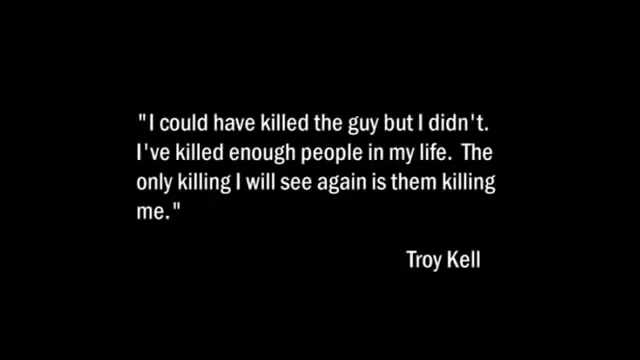 "I could have killed the guy but I didn't.
I've killed enough people in my life.  The
only killing I will see again is them killing
me."
Troy Kell